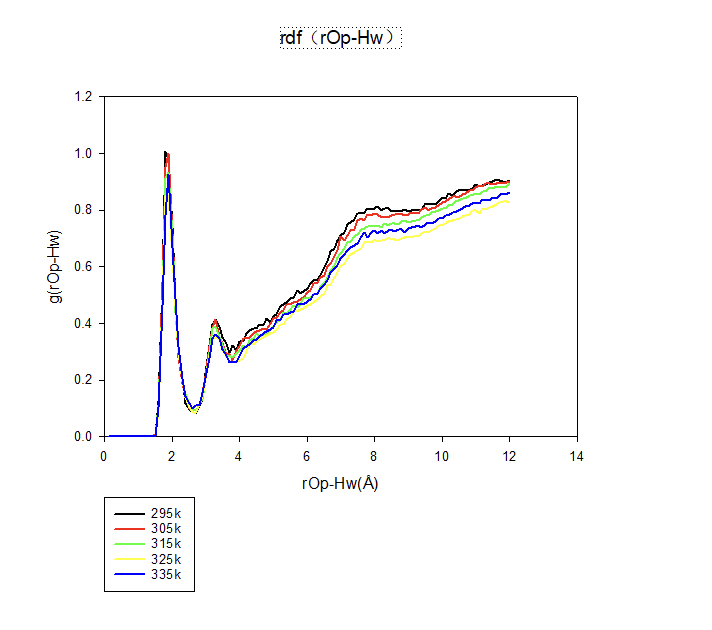 rdf（rOp-Hw）
1.2
1.0
0.8
0.6
0.4
0.2
0.0
g(rOp-Hw)
0 2 4 6 8 10 12 14
rOp-Hw(Å)
295k
305k
315k
325k
335k